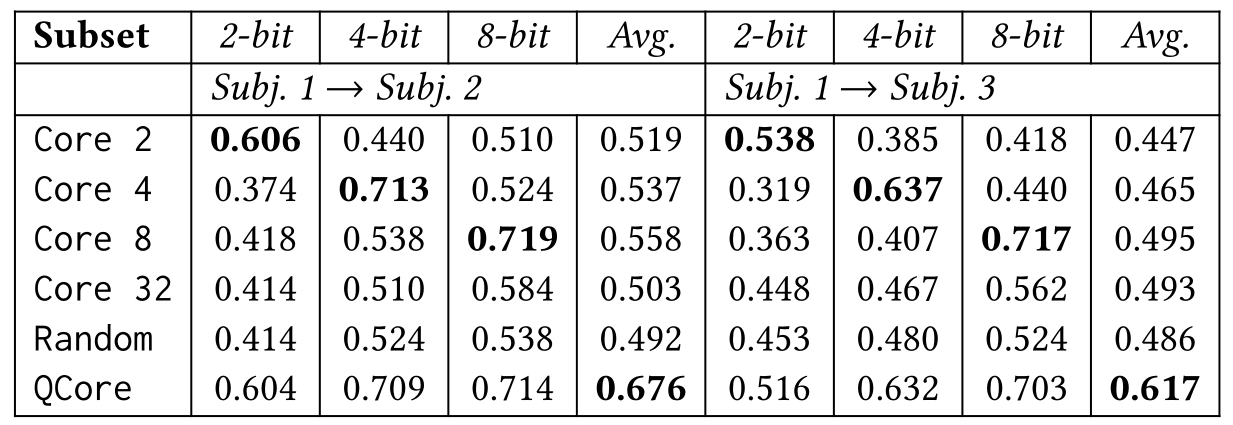 Subset 2-bit 4-bit 8-bit Avg. 2-bit 4-bit 8-bit Avg.
Subj. 1 → Subj. 2 Subj. 1 → Subj. 3
Core 2 0.606 0.440 0.510 0.519 0.538 0.385 0.418 0.447
Core 4 0.374 0.713 0.524 0.537 0.319 0.637 0.440 0.465
Core 8 0.418 0.538 0.719 0.558 0.363 0.407 0.717 0.495
Core 32 0.414 0.510 0.584 0.503 0.448 0.467 0.562 0.493
Random 0.414 0.524 0.538 0.492 0.453 0.480 0.524 0.486
QCore 0.604 0.709 0.714 0.676 0.516 0.632 0.703 0.617